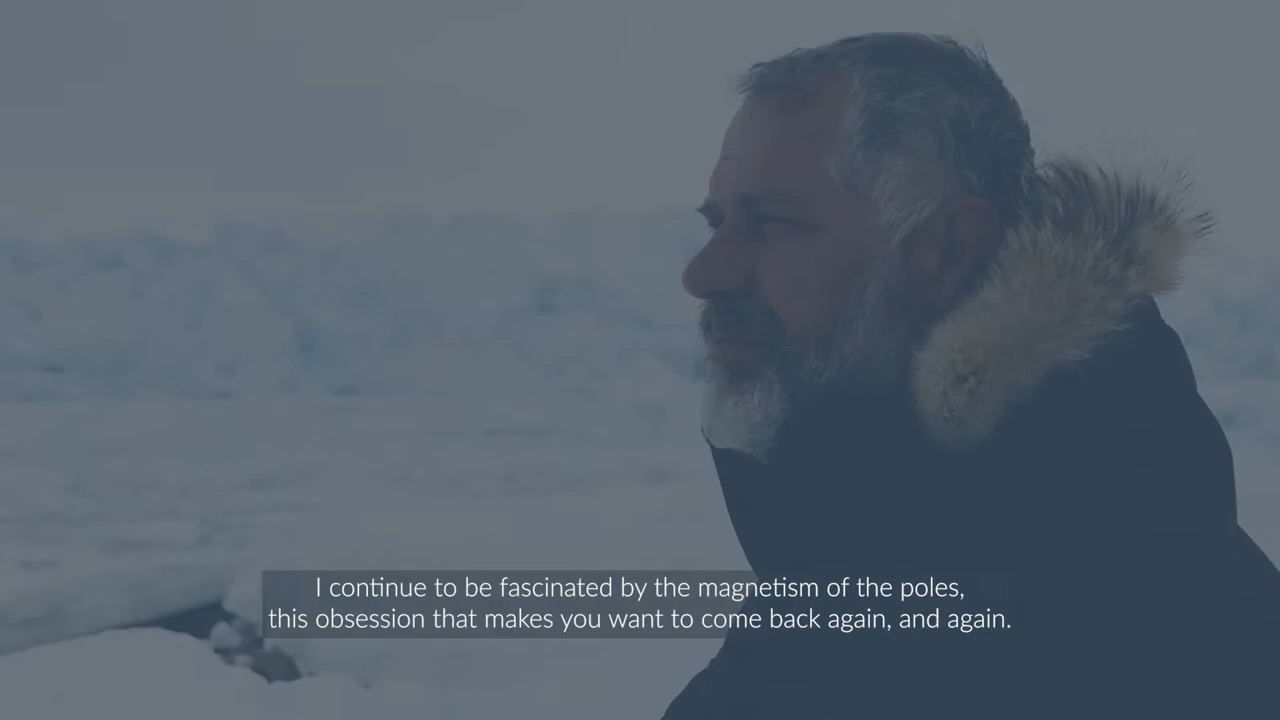 I continue to be fascinated by the magnetism of the poles,
this obsession that makes you want to come back again, and again.